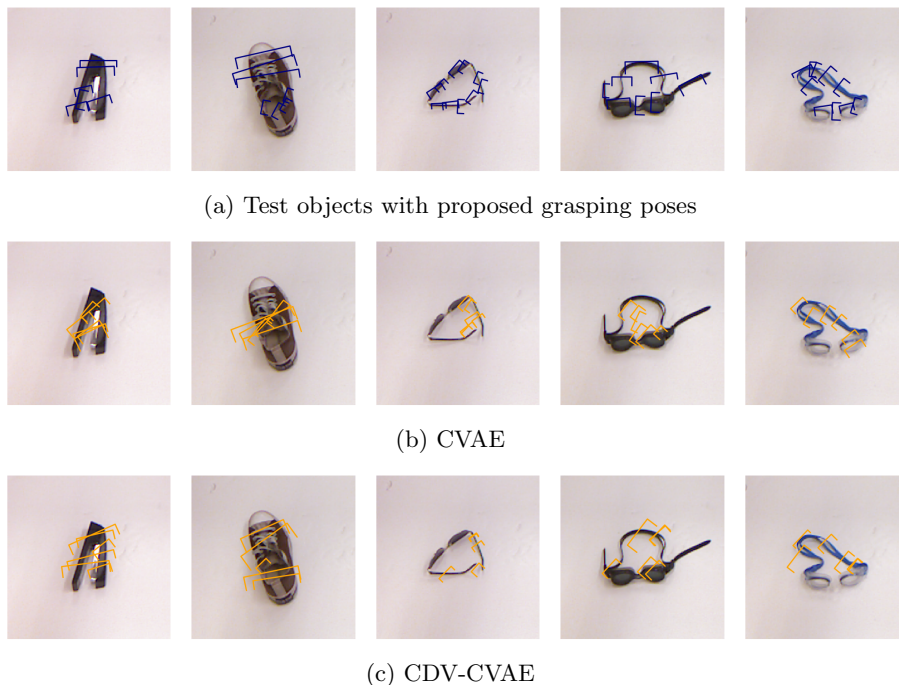 (a) Test objects with proposed grasping poses
(b) CVAE
(c) CDV-CVAE